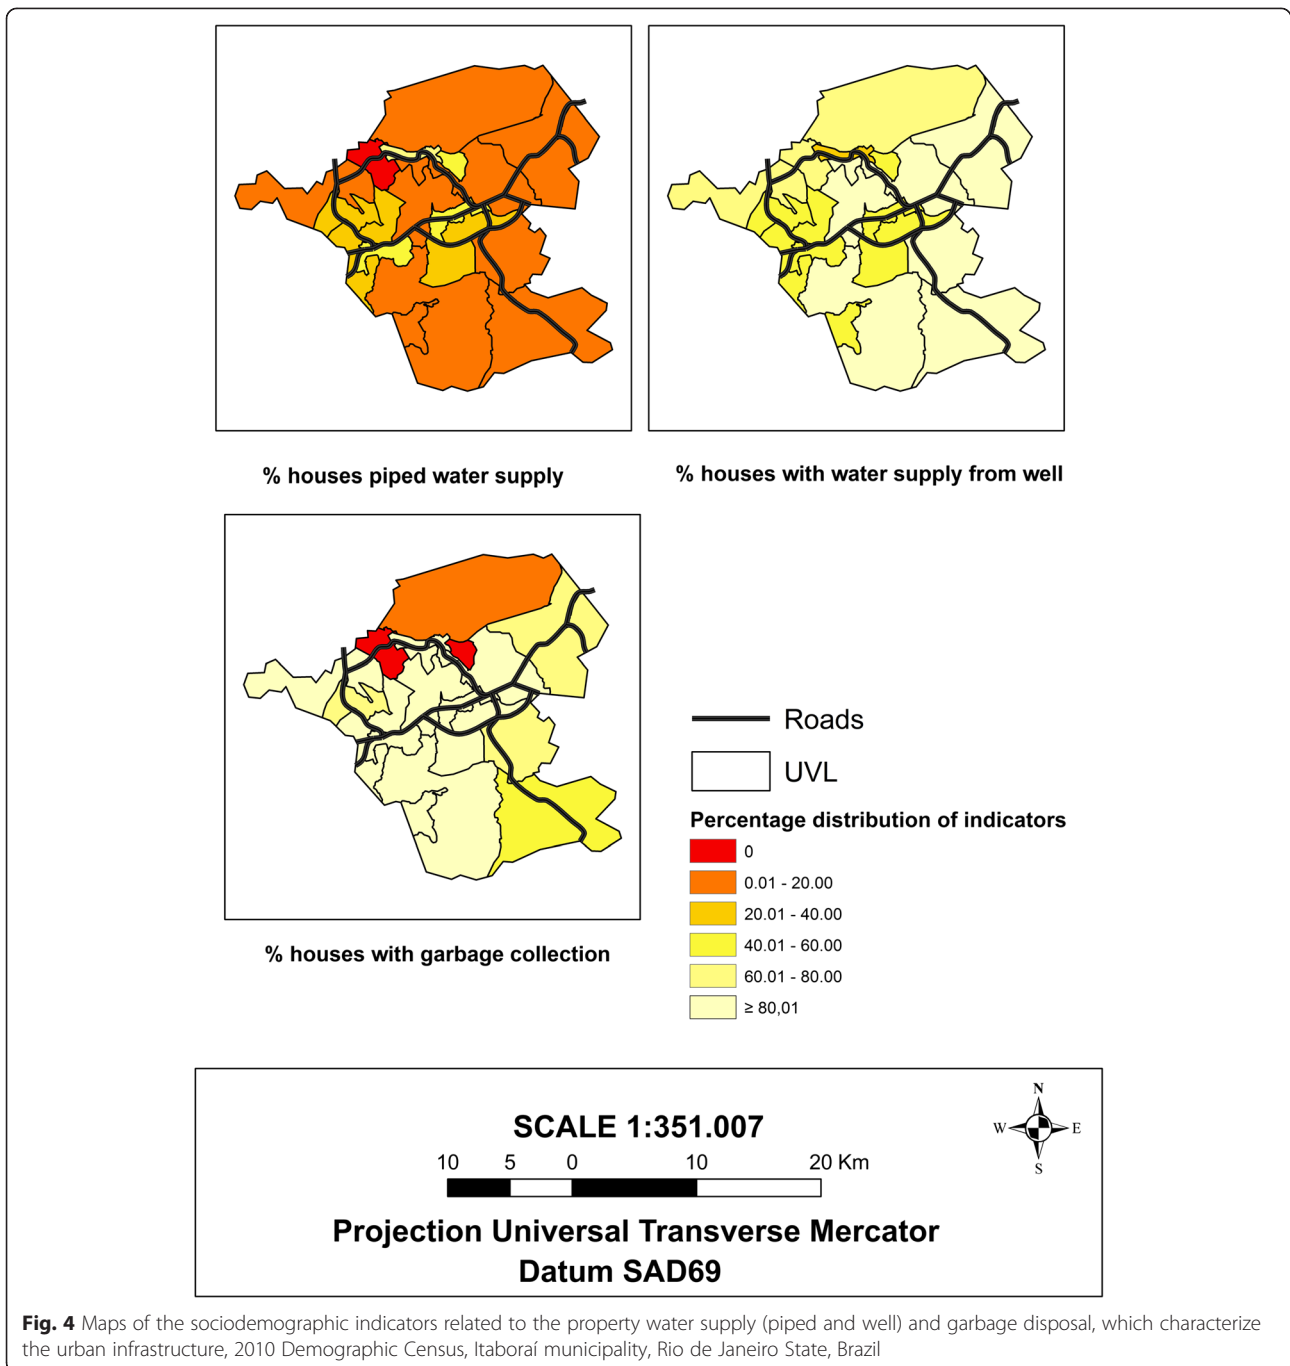 % houses piped water supply
% houses with water supply from well
% houses with garbage collection
Roads
UVL
Percentage distribution of indicators
0
0.01 - 20.00
20.01 - 40.00
40.01 - 60.00
60.01 - 80.00
≥ 80,01
SCALE 1:351.007
10 5 0 10 20 Km
Projection Universal Transverse Mercator
Datum SAD69
N
W E
S
Fig. 4 Maps of the sociodemographic indicators related to the property water supply (piped and well) and garbage disposal, which characterize
the urban infrastructure, 2010 Demographic Census, Itaboraí municipality, Rio de Janeiro State, Brazil